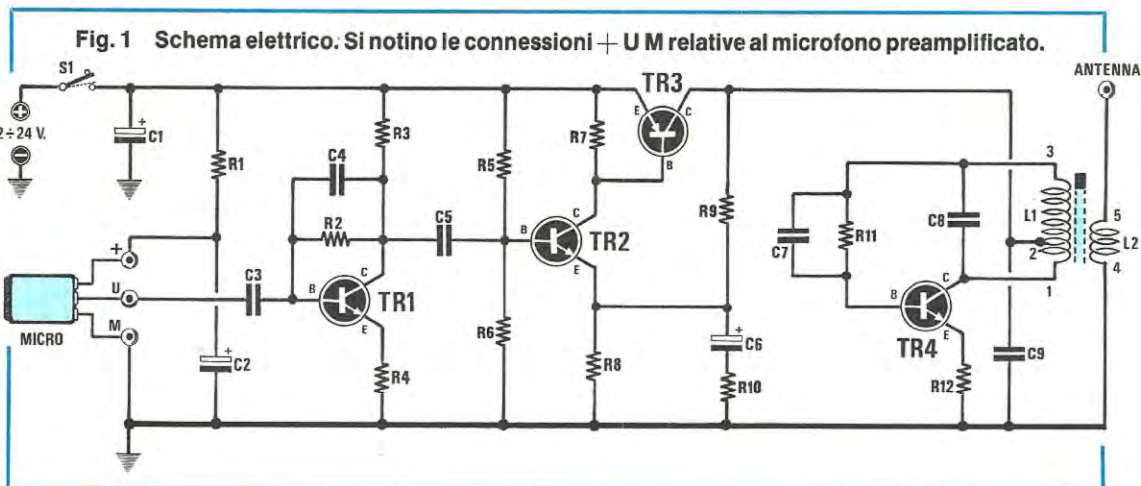 Fig. 1 Schema elettrico. Si notino le connessioni + U M relative al microfono preamplificato.
S1
ANTENNA
2÷24 V.
+
C1
R1
R3
C4
R2
R5
R7
TR3
E
C
B
R9
C5
B
C
E
TR2
C7
R11
C8
3
L1
2
1
5
L2
4
+
U
M
MICRO
C3
B
C
E
TR1
R6
C2
R4
R8
C6
R10
B
C
E
TR4
R12
C9